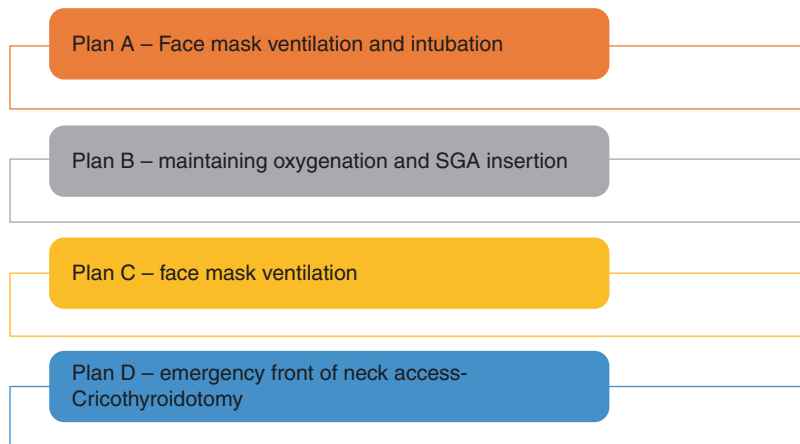 Plan A – Face mask ventilation and intubation
Plan B – maintaining oxygenation and SGA insertion
Plan C – face mask ventilation
Plan D – emergency front of neck access-
Cricothyroidotomy